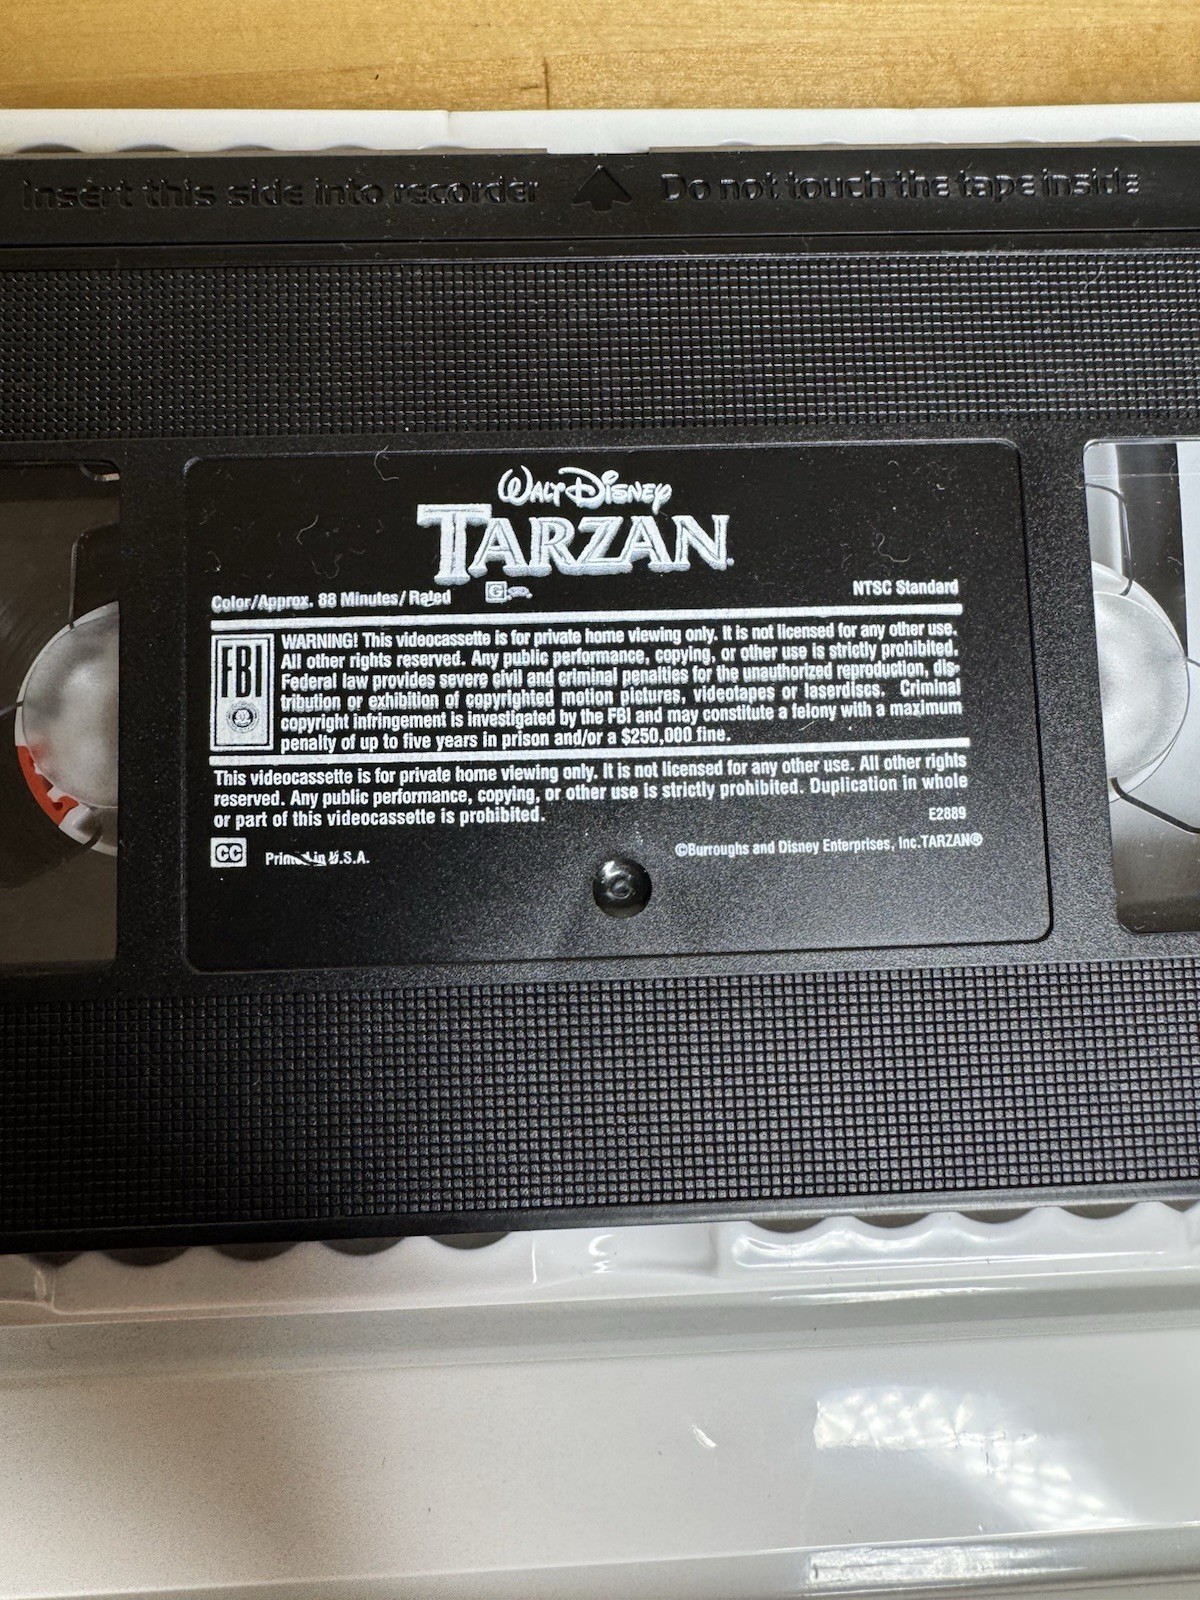 Insert this side into recorder Do not touch the tape inside
WALT DISNEY
TARZAN
Color/Approx. 88 Minutes/Rated G NTSC Standard
FBI
WARNING! This videocassette is for private home viewing only. It is not licensed for any other use.
All other rights reserved. Any public performance, copying, or other use is strictly prohibited.
Federal law provides severe civil and criminal penalties for the unauthorized reproduction, dis-
tribution or exhibition of copyrighted motion pictures, videotapes or laserdiscs. Criminal
copyright infringement is investigated by the FBI and may constitute a felony with a maximum
penalty of up to five years in prison and/or a $250,000 fine.
This videocassette is for private home viewing only. It is not licensed for any other use. All other rights
reserved. Any public performance, copying, or other use is strictly prohibited. Duplication in whole
or part of this videocassette is prohibited. E2889
CC Printed in U.S.A. ©Burroughs and Disney Enterprises, Inc.TARZAN®